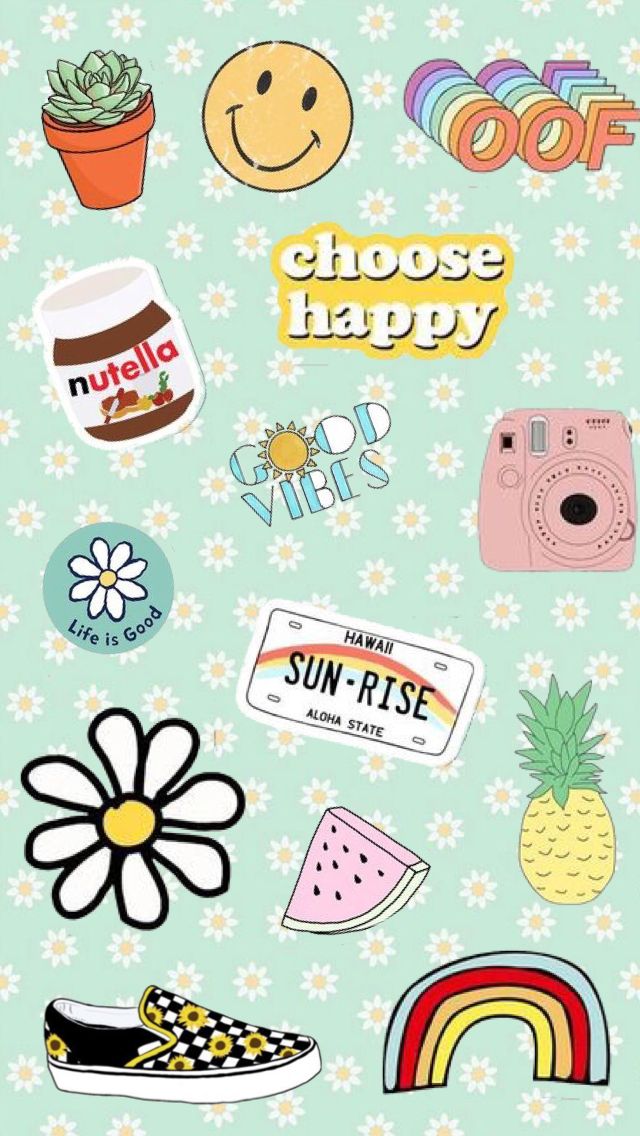 OOF
choose
happy
nutella
GOOD
VIBES
Life is Good
HAWAII
SUN-RISE
ALOHA STATE